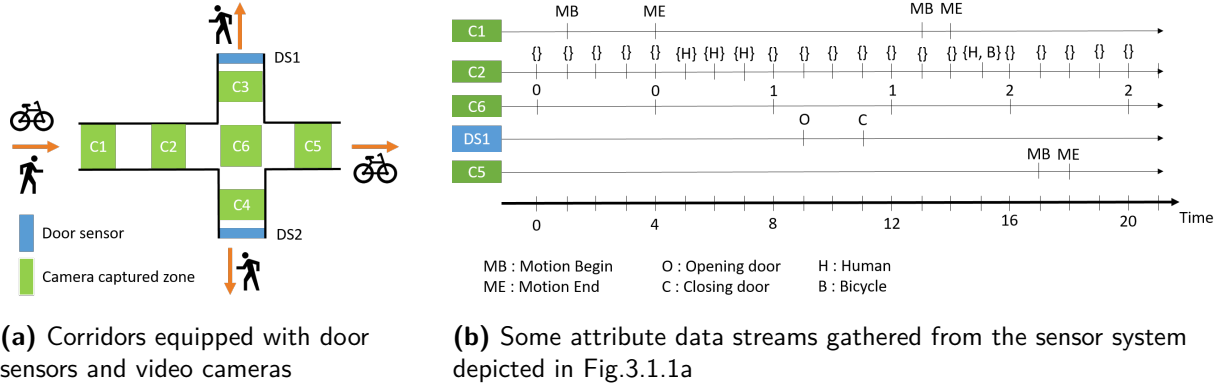 DS1
C3
C1 C2 C6 C5
C4
DS2
Door sensor
Camera captured zone
(a) Corridors equipped with door
sensors and video cameras
MB ME MB ME
C1
{} {} {} {} {} {H} {H} {H} {} {} {} {} {} {} {} {H, B} {} {} {} {} {}
C2
0 0 1 1 2 2
C6
O C
DS1
MB ME
C5
0 4 8 12 16 20 Time
MB : Motion Begin O : Opening door H : Human
ME : Motion End C : Closing door B : Bicycle
(b) Some attribute data streams gathered from the sensor system
depicted in Fig.3.1.1a